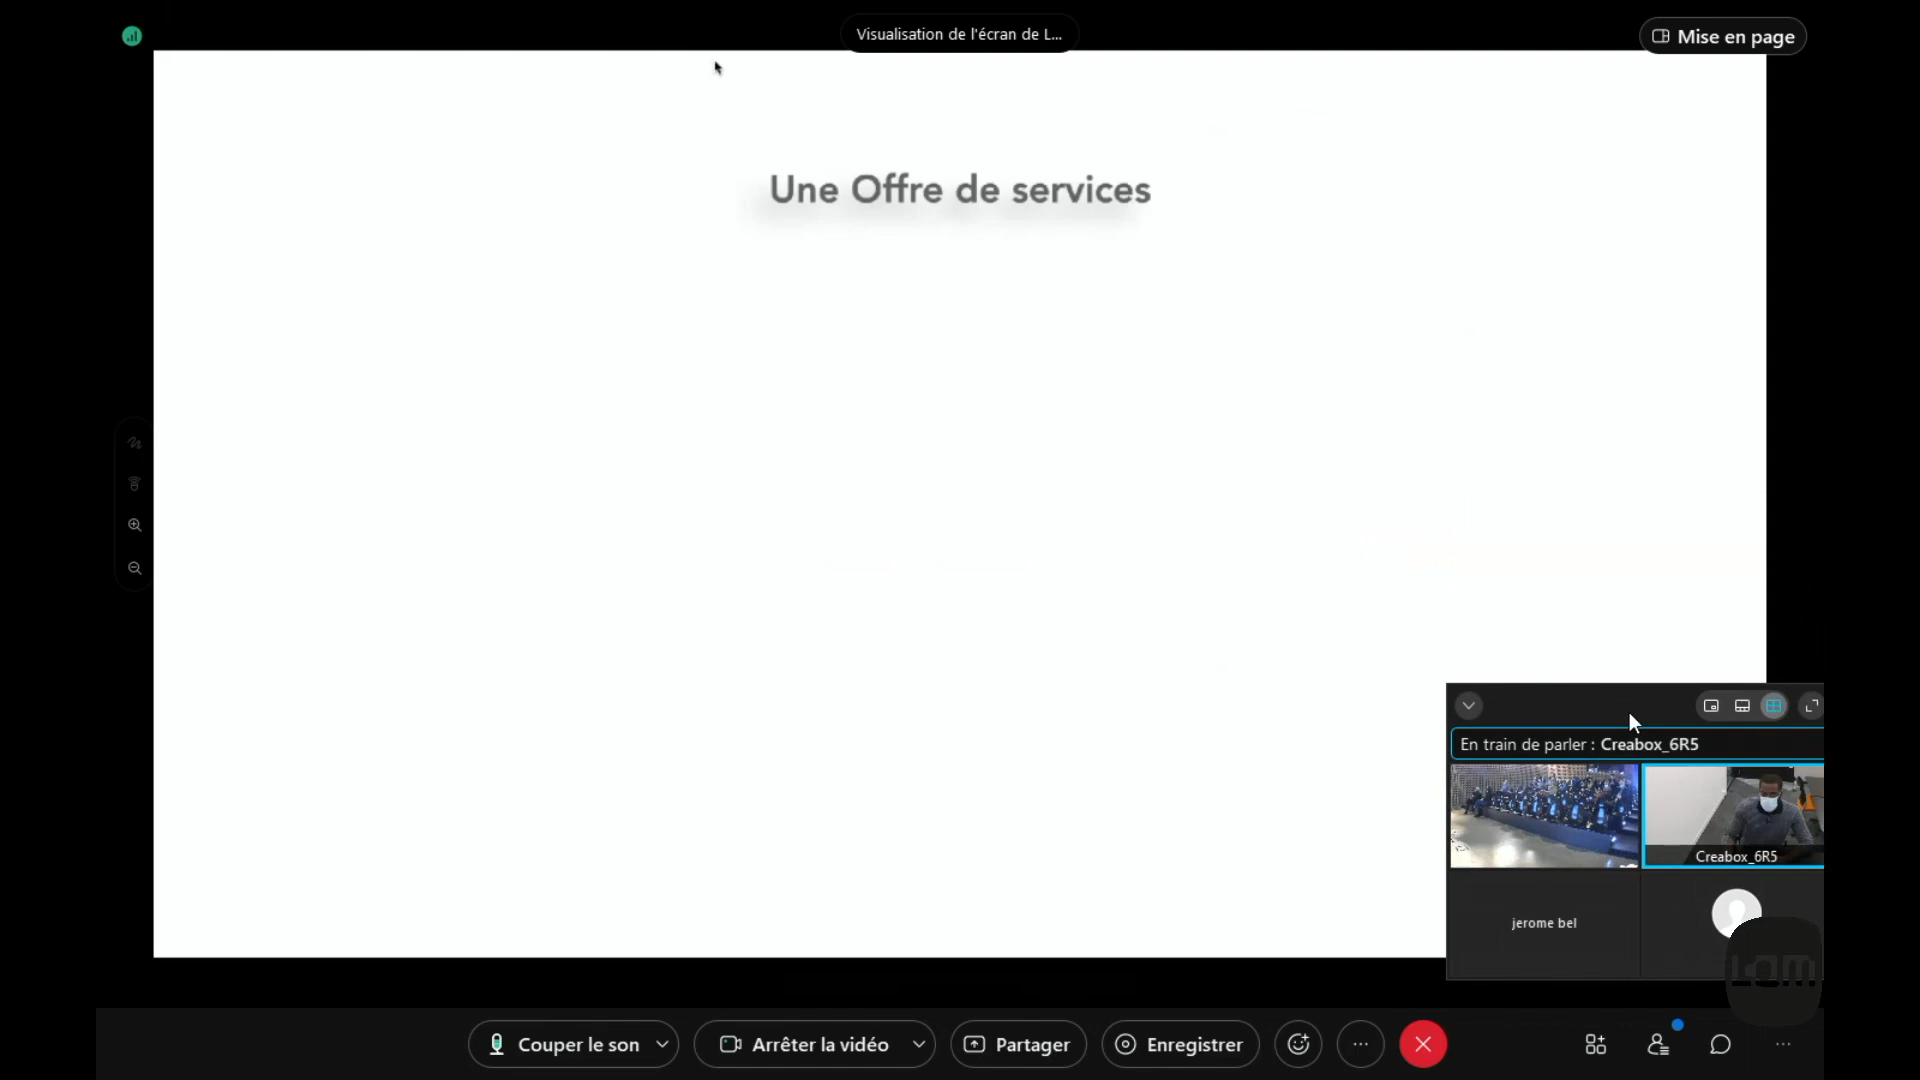 Visualisation de l'écran de L...
Mise en page
Une Offre de services
En train de parler : Creabox_6R5
Creabox_6R5
jerome bel
Couper le son
Arrêter la vidéo
Partager
Enregistrer